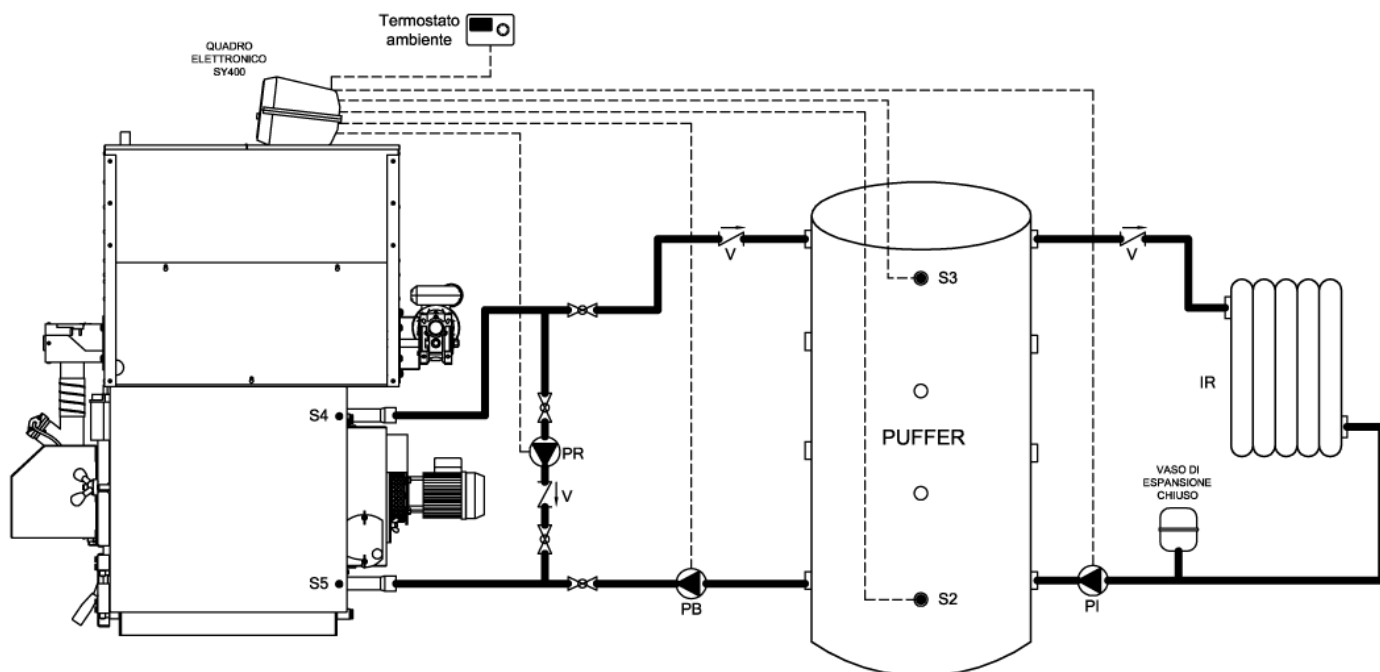 Termostato
ambiente
QUADRO
ELETTRONICO
SY400
V
V
S3
S4
IR
PUFFER
PR
V
VASO DI
ESPANSIONE
CHIUSO
S5
S2
PB
PI